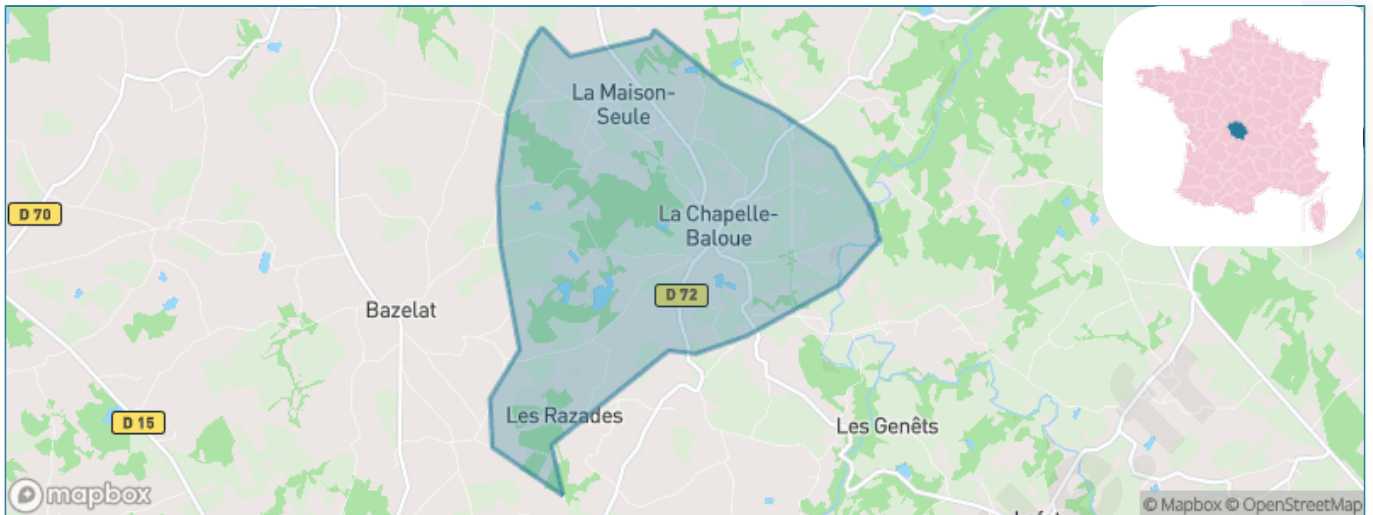 La Maison-
Seule
D 70
La Chapelle-
Baloue
D 72
Bazelat
Les Razades
D 15
Les Genêts
mapbox
© Mapbox © OpenStreetMap